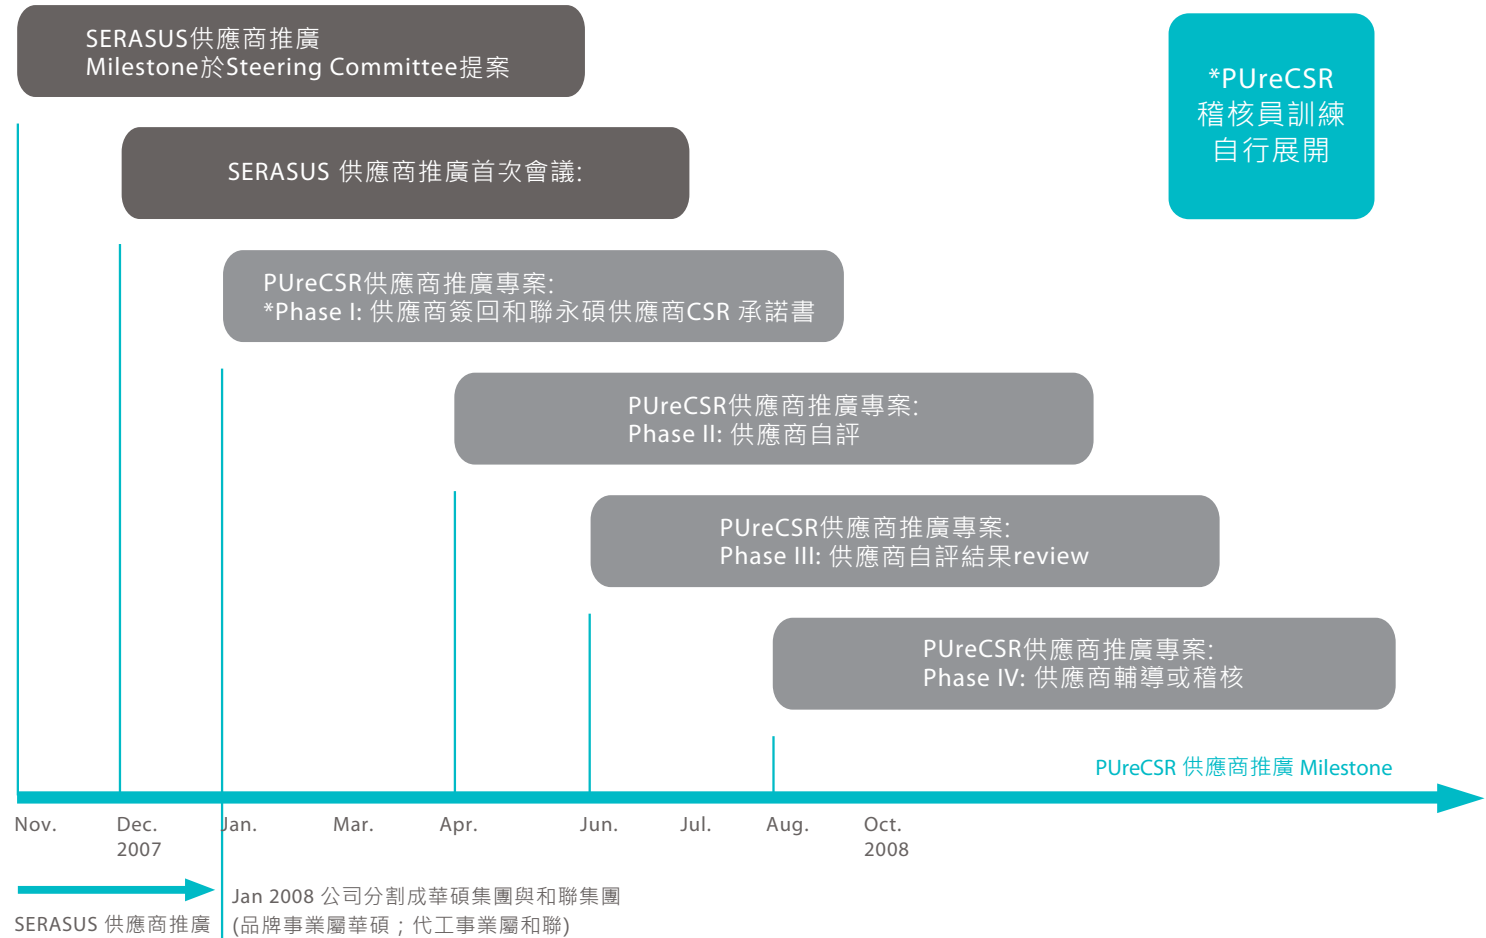 SERASUS供應商推廣
Milestone於Steering Committee提案
*PUreCSR
稽核員訓練
自行展開
SERASUS 供應商推廣首次會議:
PUreCSR供應商推廣專案:
*Phase I: 供應商簽回和聯永碩供應商CSR 承諾書
PUreCSR供應商推廣專案:
Phase II: 供應商自評
PUreCSR供應商推廣專案:
Phase III: 供應商自評結果review
PUreCSR供應商推廣專案:
Phase IV: 供應商輔導或稽核
PUreCSR 供應商推廣 Milestone
Nov. Dec. Jan. Mar. Apr. Jun. Jul. Aug. Oct.
2007 2008
Jan 2008 公司分割成華碩集團與和聯集團
SERASUS 供應商推廣 (品牌事業屬華碩；代工事業屬和聯)